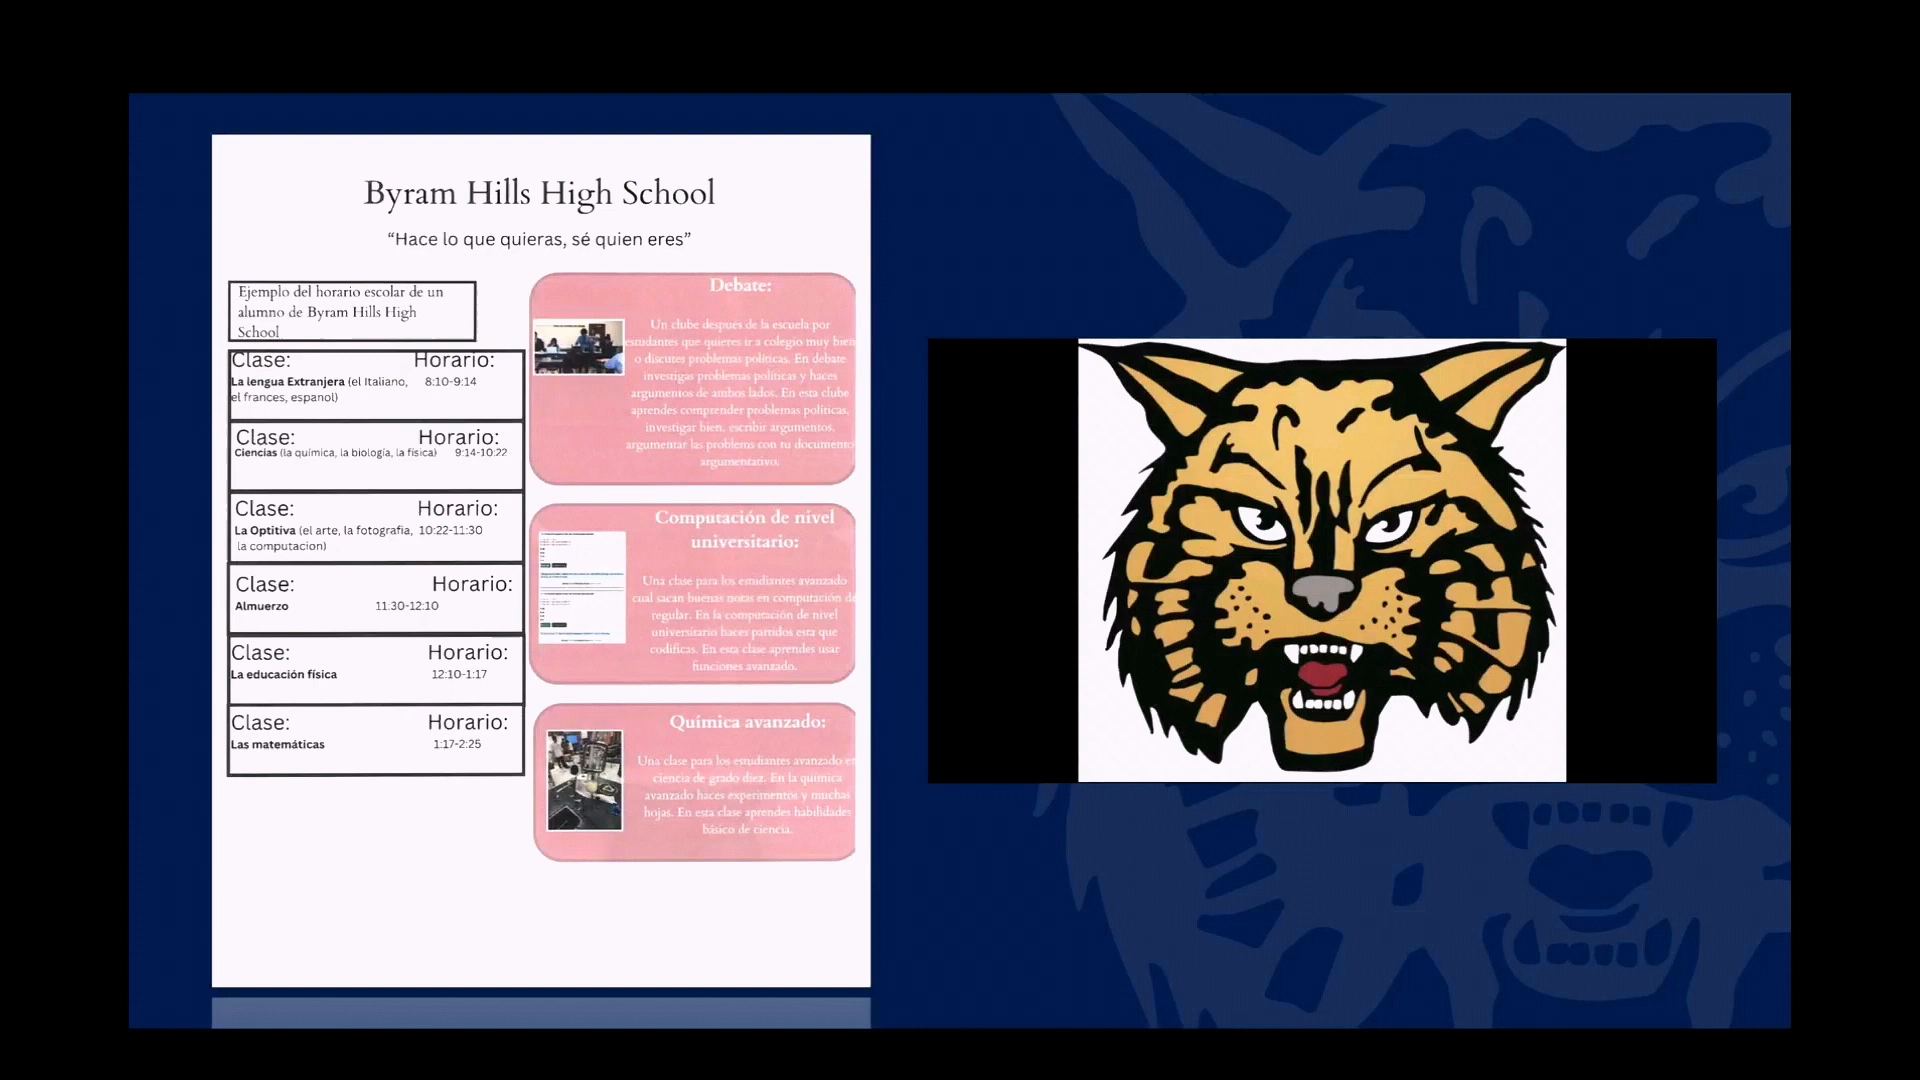 Byram Hills High School
“Hace lo que quieras, sé quien eres”
Ejemplo del horario escolar de un
alumno de Byram Hills High
School
Clase: Horario:
La lengua Extranjera (el Italiano, 8:10-9:14
el frances, espanol)
Clase: Horario:
Ciencias (la química, la biología, la física) 9:14-10:22
Clase: Horario:
La Optitiva (el arte, la fotografia, 10:22-11:30
la computacion)
Clase: Horario:
Almuerzo 11:30-12:10
Clase: Horario:
La educación física 12:10-1:17
Clase: Horario:
Las matemáticas 1:17-2:25
Debate:
Un clube después de la escuela por
estudantes que quieres ir a colegio muy bien
o discutes problemas políticas. En debate
investigas problemas políticas y haces
argumentos de ambos lados. En esta clube
aprendes comprender problemas políticas,
investigar bien, escribir argumentos,
argumentar las problems con tu documento
argumentativo.
Computación de nivel
universitario:
Una clase para los estudiantes avanzado
cual sacan buenas notas en computación de
regular. En la computación de nivel
universitario haces partidos esta que
codificas. En esta clase aprendes usar
funciones avanzado.
Química avanzado:
Una clase para los estudiantes avanzado en
ciencia de grado diez. En la quimica
avanzado haces experimentos y muchas
hojas. En esta clase aprendes habilidades
básico de ciencia.